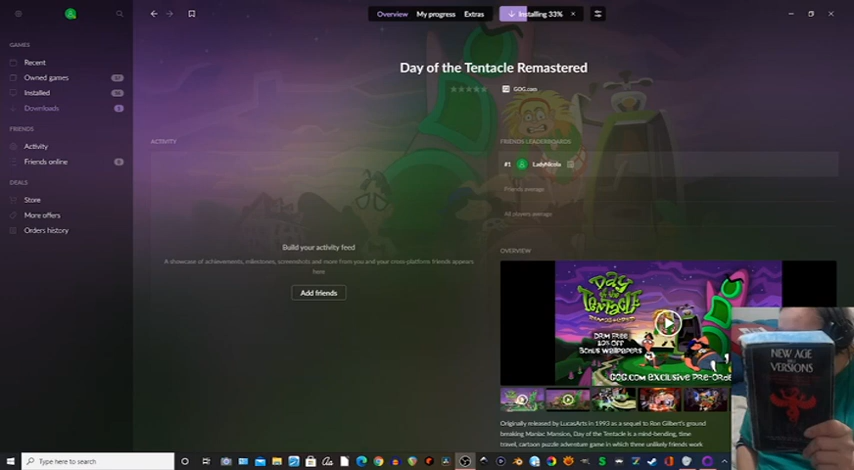 Overview My progress Extras
Installing 33%
GAMES
Recent
Owned games
Installed
Downloads
FRIENDS
Activity
Friends online
DEALS
Store
More offers
Orders history
Day of the Tentacle Remastered
GOG.com
ACTIVITY
Build your activity feed
A showcase of achievements, milestones, screenshots and more from you and your cross-platform friends appears
here
Add friends
FRIENDS LEADERBOARDS
#1 LadyNicola
Friends average
All owners average
OVERVIEW
Day of the
TENTACLE
REMASTERED
DRM FREE
10% OFF
BONUS WALLPAPERS
GOG.COM EXCLUSIVE PRE-OR
Originally released by LucasArts in 1993 as a sequel to Ron Gilbert's ground
breaking Maniac Mansion, Day of the Tentacle is a mind-bending, time
travel, cartoon puzzle adventure game in which three unlikely friends work
NEW AGE
VERSIONS
Type here to search